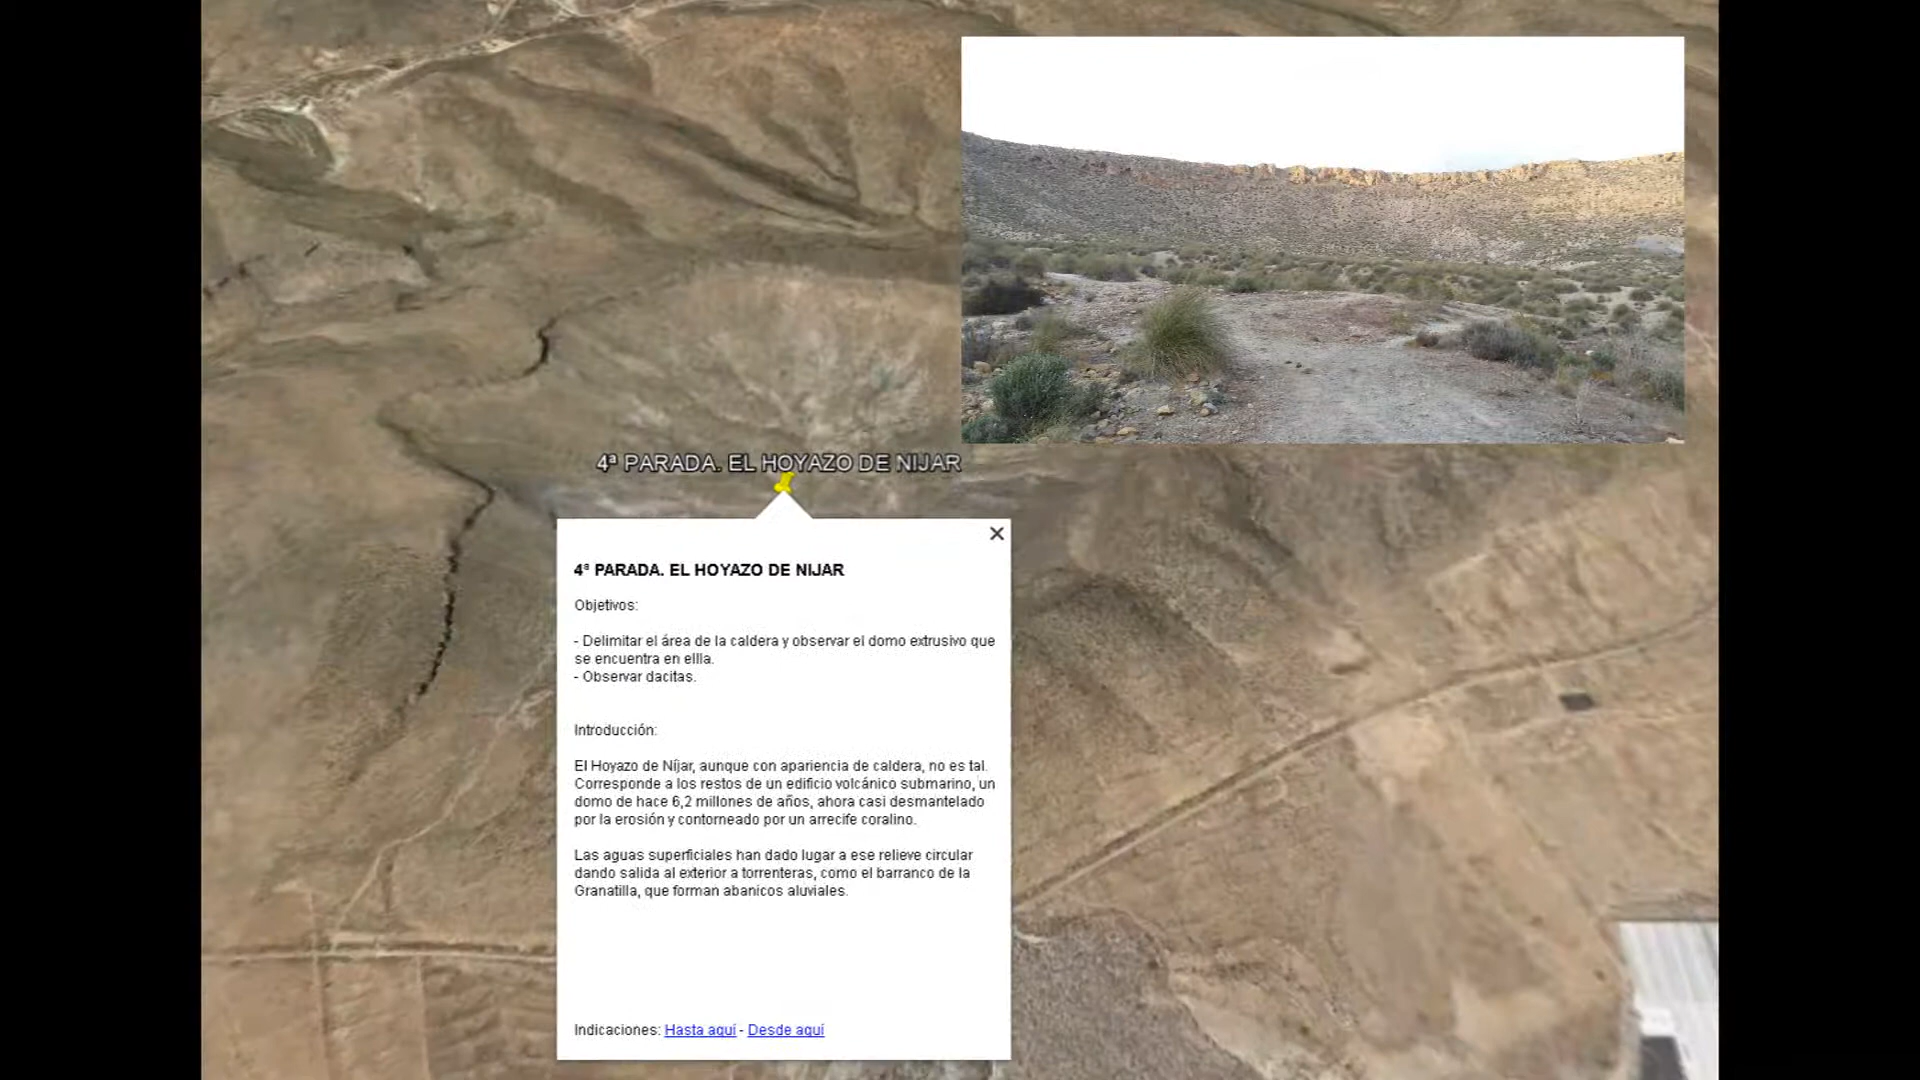 4ª PARADA. EL HOYAZO DE NIJAR
4ª PARADA. EL HOYAZO DE NIJAR
Objetivos:
- Delimitar el área de la caldera y observar el domo extrusivo que
se encuentra en ellla.
- Observar dacitas.
Introducción:
El Hoyazo de Níjar, aunque con apariencia de caldera, no es tal.
Corresponde a los restos de un edificio volcánico submarino, un
domo de hace 6,2 millones de años, ahora casi desmantelado
por la erosión y contorneado por un arrecife coralino.
Las aguas superficiales han dado lugar a ese relieve circular
dando salida al exterior a torrenteras, como el barranco de la
Granatilla, que forman abanicos aluviales.
Indicaciones: Hasta aquí - Desde aquí